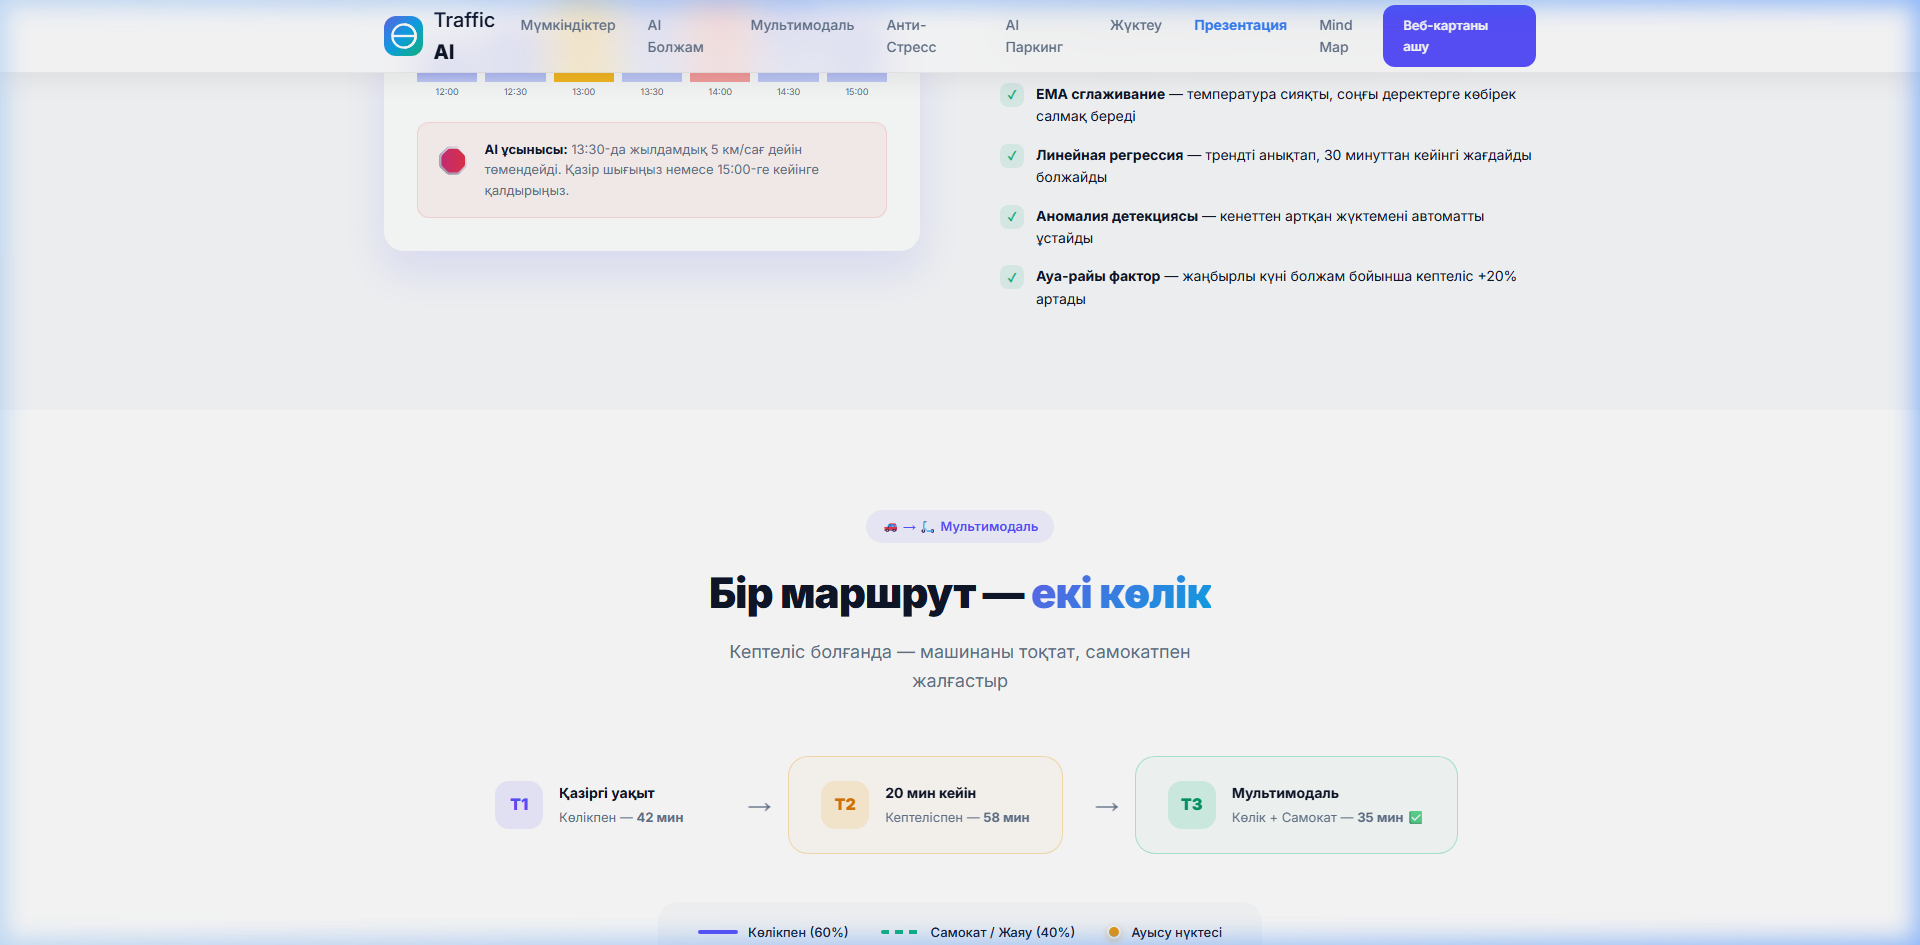 Traffic
AI
Мүмкіндіктер
AI
Болжам
Мультимодаль
Анти-
Стресс
AI
Паркинг
Жүктеу
Презентация
Mind
Map
Веб-картаны
ашу
12:00 12:30 13:00 13:30 14:00 14:30 15:00
AI ұсынысы: 13:30-да жылдамдық 5 км/сағ дейін
төмендейді. Қазір шығыңыз немесе 15:00-ге кейінге
қалдырыңыз.
✓ EMA сглаживание — температура сияқты, соңғы деректерге көбірек
салмақ береді
✓ Линейная регрессия — трендті анықтап, 30 минуттан кейінгі жағдайды
болжайды
✓ Аномалия детекциясы — кенеттен артқан жүктемені автоматты
ұстайды
✓ Ауа-райы фактор — жаңбырлы күні болжам бойынша кептеліс +20%
артады
🚗 → 🛴 Мультимодаль
Бір маршрут — екі көлік
Кептеліс болғанда — машинаны тоқтат, самокатпен
жалғастыр
T1
Қазіргі уақыт
Көлікпен — 42 мин
→
T2
20 мин кейін
Кептеліспен — 58 мин
→
T3
Мультимодаль
Көлік + Самокат — 35 мин ✅
Көлікпен (60%)
Самокат / Жаяу (40%)
Ауысу нүктесі